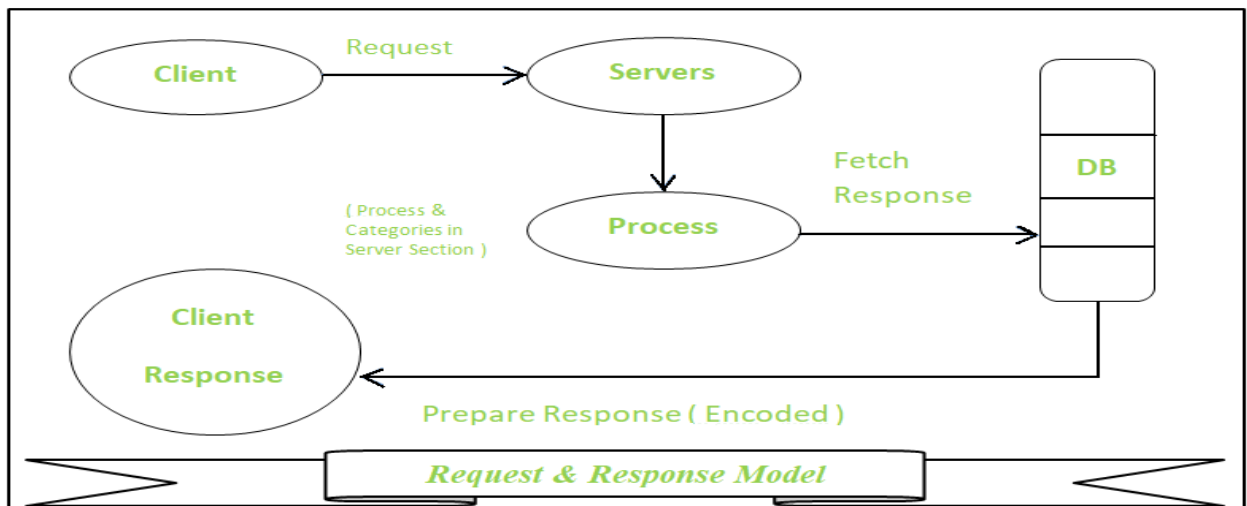 Client
Request
Servers
DB
Fetch
Response
( Process &
Categories in
Server Section )
Process
Client
Response
Prepare Response ( Encoded )
Request & Response Model